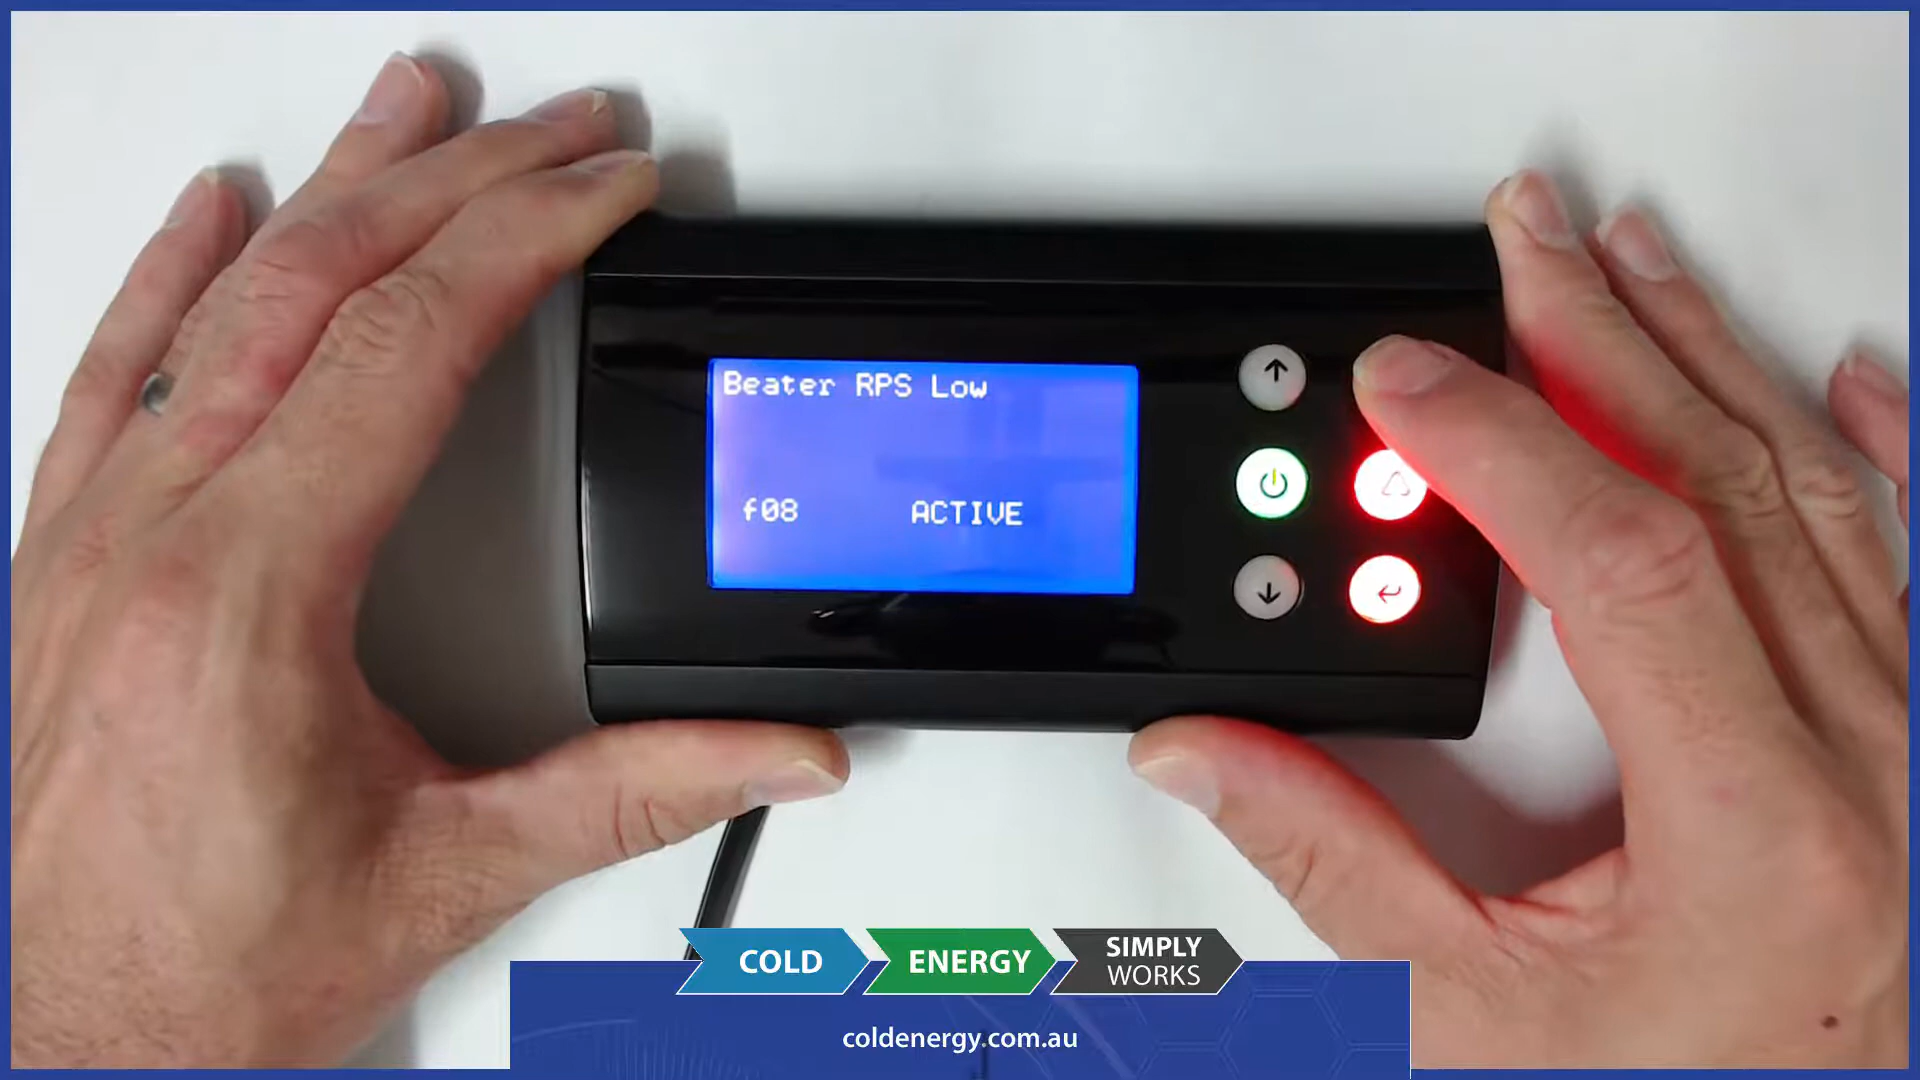 Beater RPS Low
f08 ACTIVE
COLD ENERGY SIMPLY WORKS
coldenergy.com.au